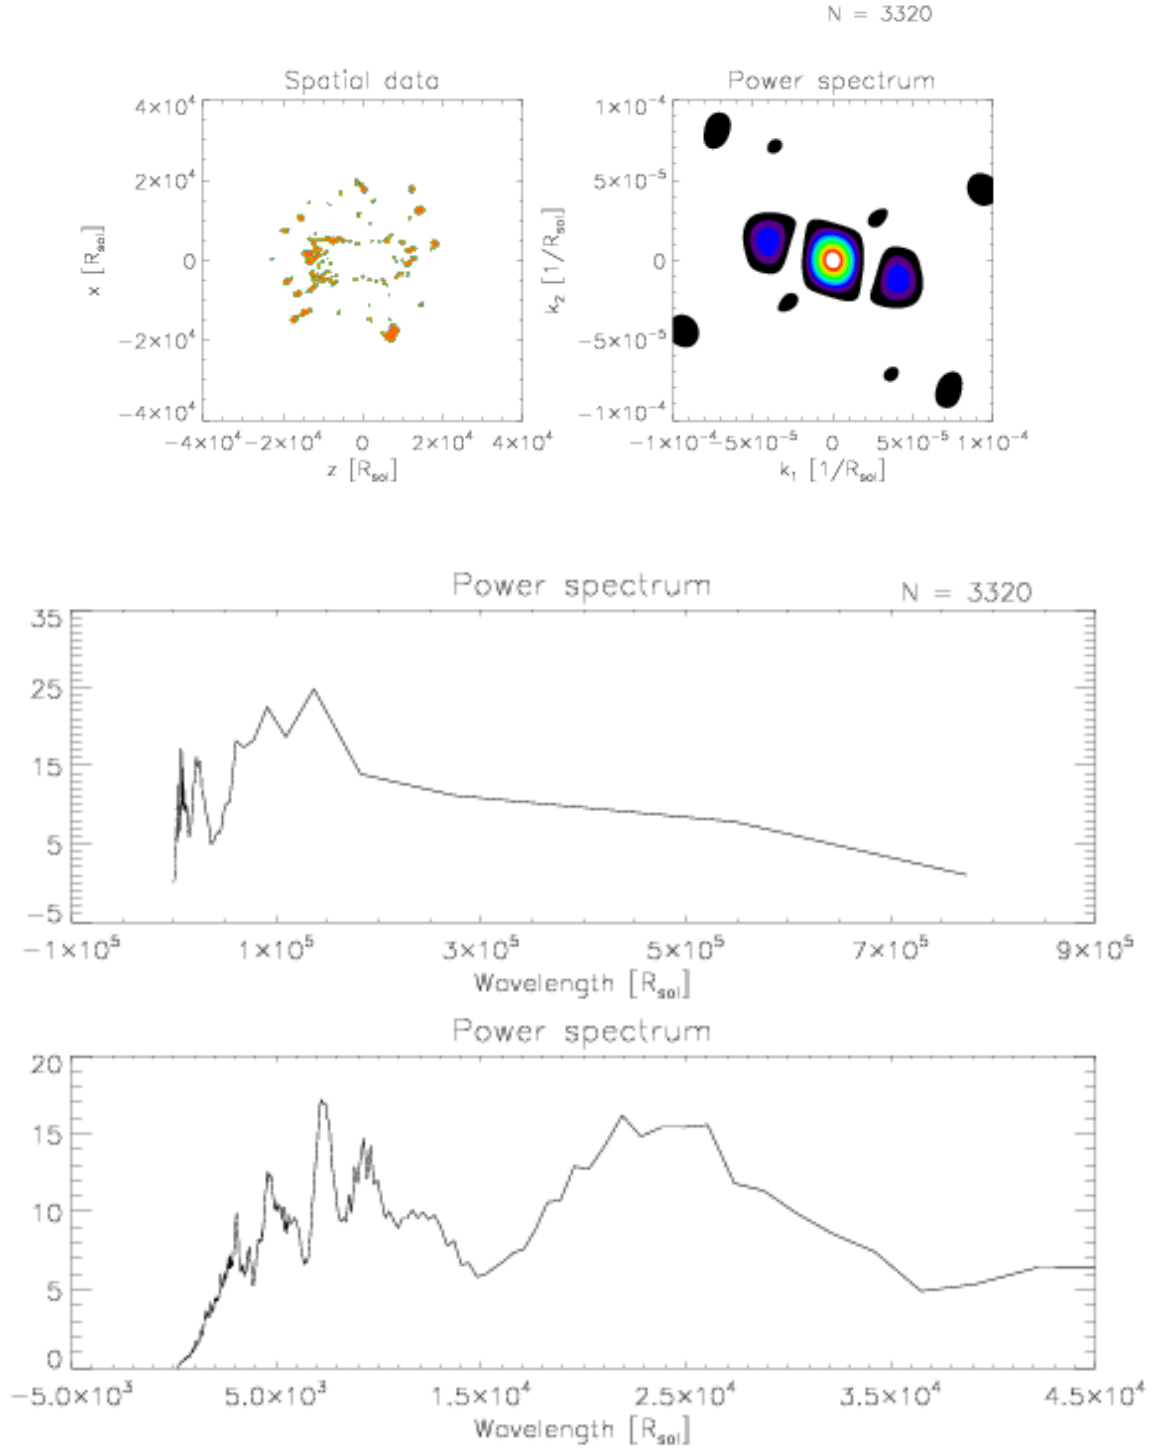 N = 3320
Spatial data
Power spectrum
4×10⁴
2×10⁴
0
−2×10⁴
−4×10⁴
x [R_sol]
−4×10⁴ −2×10⁴ 0 2×10⁴ 4×10⁴
z [R_sol]
1×10⁻⁴
5×10⁻⁵
0
−5×10⁻⁵
−1×10⁻⁴
k₂ [1/R_sol]
−1×10⁻⁴ −5×10⁻⁵ 0 5×10⁻⁵ 1×10⁻⁴
k₁ [1/R_sol]
Power spectrum
N = 3320
35
25
15
5
−5
−1×10⁵ 1×10⁵ 3×10⁵ 5×10⁵ 7×10⁵ 9×10⁵
Wavelength [R_sol]
Power spectrum
20
15
10
5
0
−5.0×10³ 5.0×10³ 1.5×10⁴ 2.5×10⁴ 3.5×10⁴ 4.5×10⁴
Wavelength [R_sol]